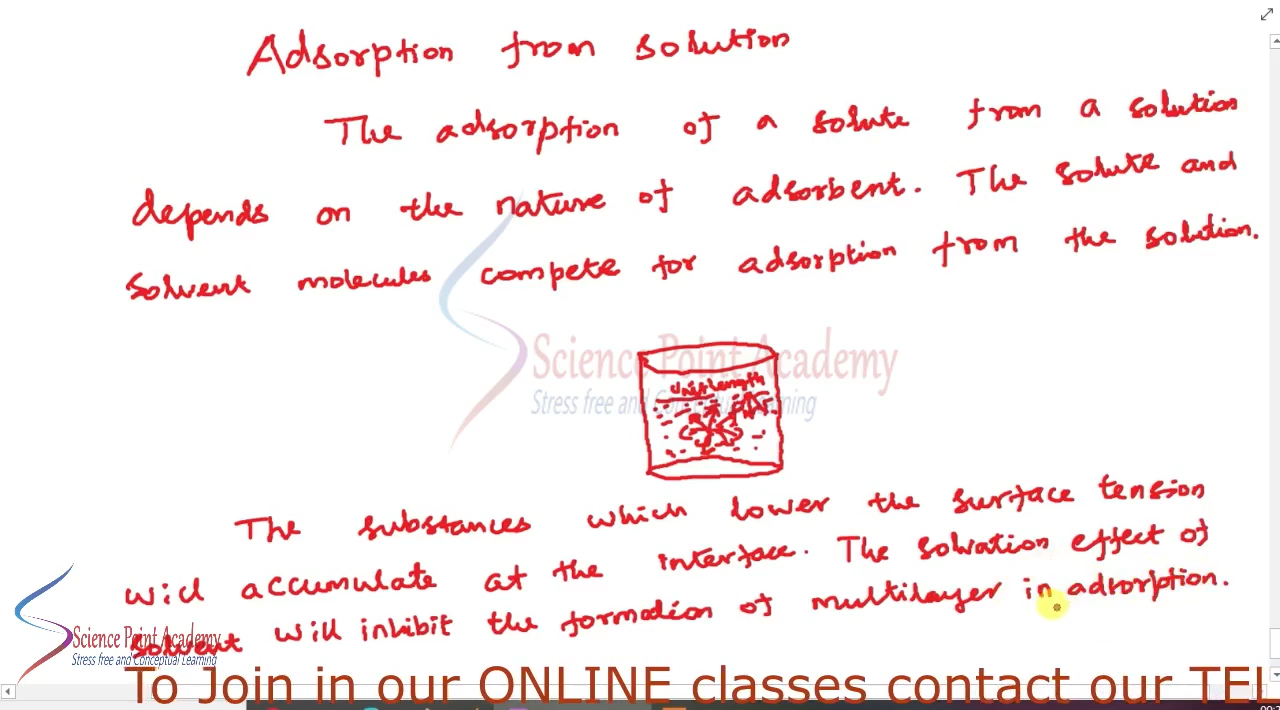 Adsorption from solution
The adsorption of a solute from a solution
depends on the nature of adsorbent. The solute and
solvent molecules compete for adsorption from the solution.
Science Point Academy
Stress free and Conceptual Learning
Unit length
The substances which lower the surface tension
will accumulate at the interface. The solvation effect of
solvent will inhibit the formation of multilayer in adsorption.
Science Point Academy
Stress free and Conceptual Learning
To Join in our ONLINE classes contact our TEL